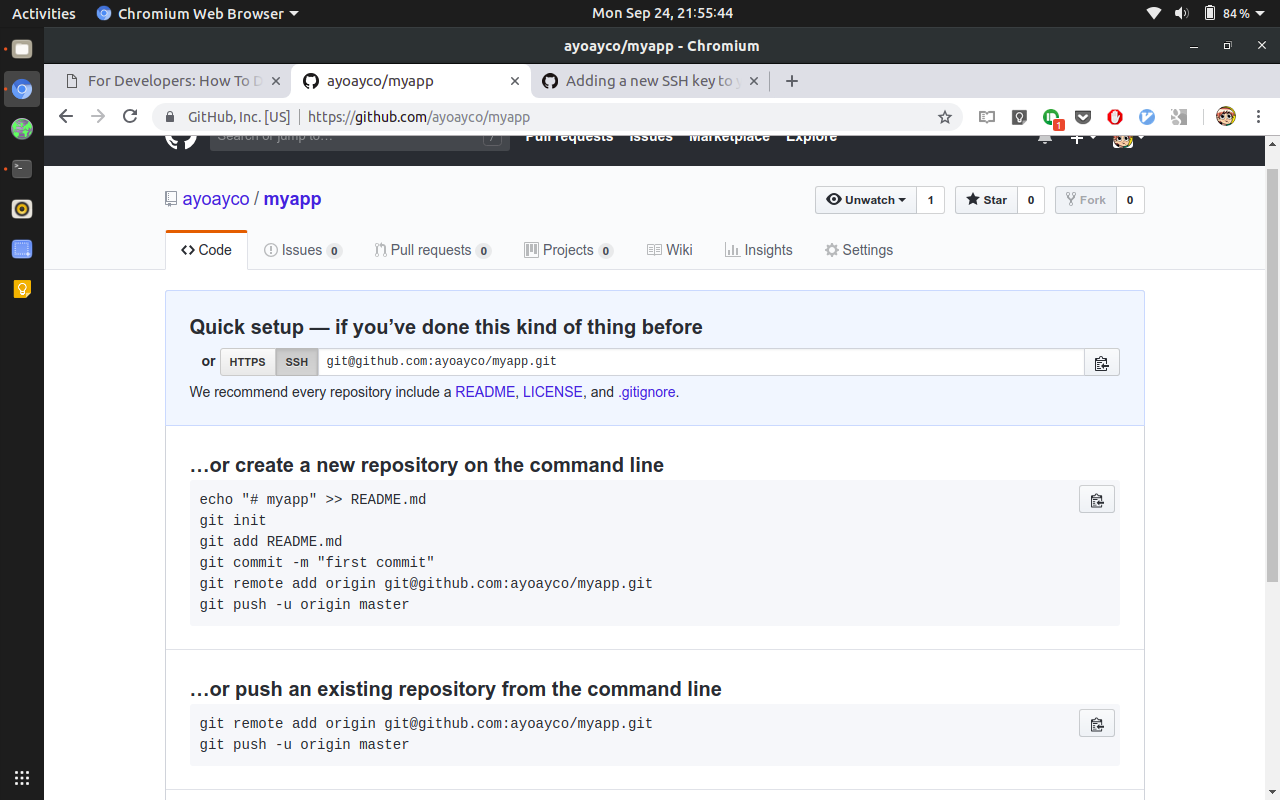 Activities Chromium Web Browser Mon Sep 24, 21:55:44 84 %
ayoayco/myapp - Chromium
For Developers: How To D ayoayco/myapp Adding a new SSH key to y
GitHub, Inc. [US] https://github.com/ayoayco/myapp 1
Search or jump to… / Pull requests Issues Marketplace Explore
ayoayco / myapp Unwatch 1 Star 0 Fork 0
Code Issues 0 Pull requests 0 Projects 0 Wiki Insights Settings
Quick setup — if you’ve done this kind of thing before
or HTTPS SSH git@github.com:ayoayco/myapp.git
We recommend every repository include a README, LICENSE, and .gitignore.
…or create a new repository on the command line
echo "# myapp" >> README.md
git init
git add README.md
git commit -m "first commit"
git remote add origin git@github.com:ayoayco/myapp.git
git push -u origin master
…or push an existing repository from the command line
git remote add origin git@github.com:ayoayco/myapp.git
git push -u origin master